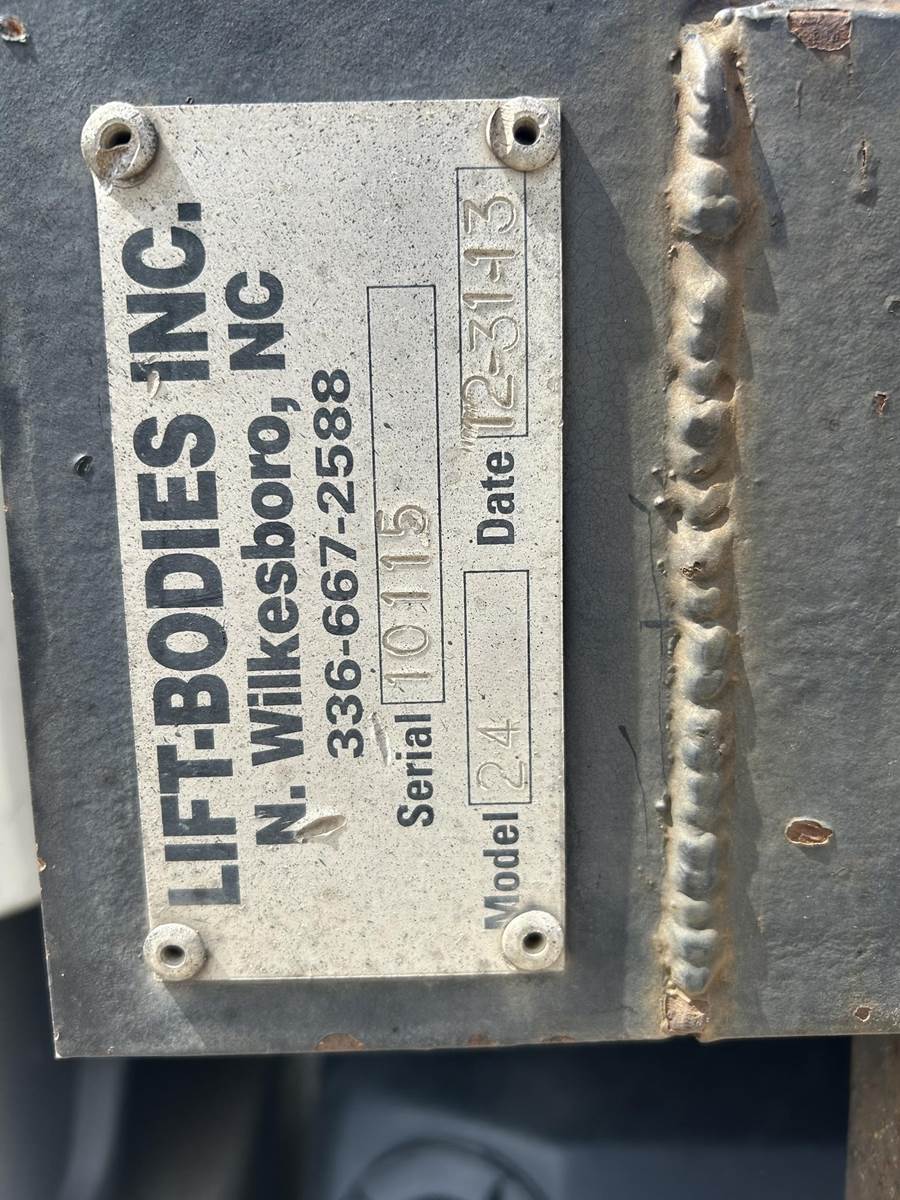 LIFT-BODIES INC.
N. Wilkesboro, NC
336-667-2588
Serial 10115
Model 24 Date 12-31-13